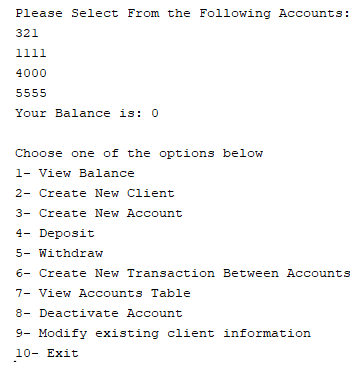 Please Select From the Following Accounts:
321
1111
4000
5555
Your Balance is: 0
Choose one of the options below
1- View Balance
2- Create New Client
3- Create New Account
4- Deposit
5- Withdraw
6- Create New Transaction Between Accounts
7- View Accounts Table
8- Deactivate Account
9- Modify existing client information
10- Exit